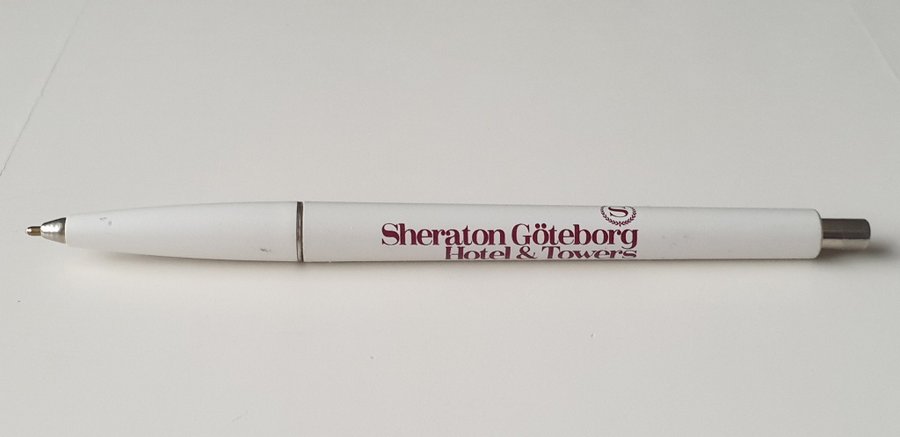 S
Sheraton Göteborg
Hotel & Towers